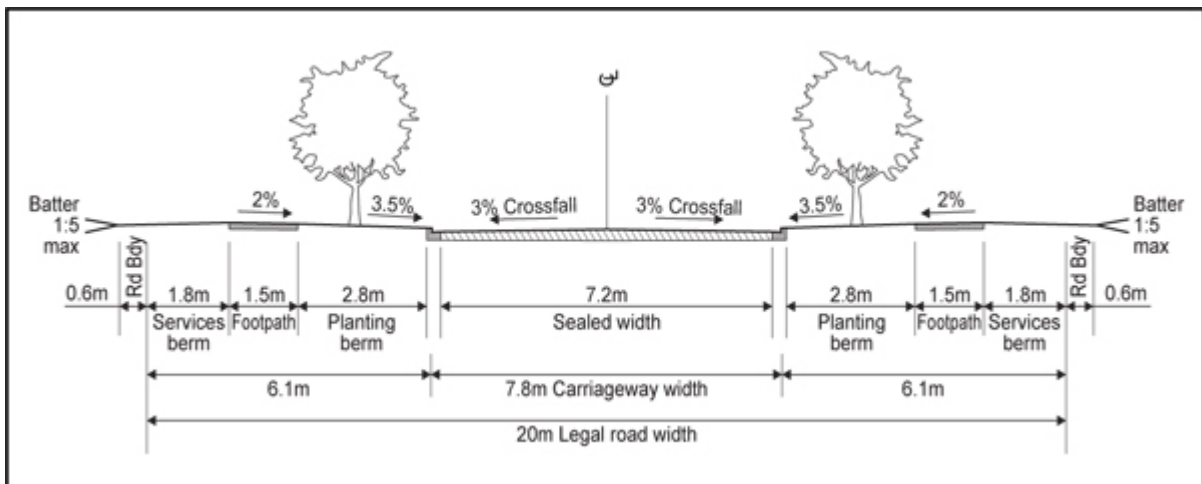 ℄
2%
3.5%
3% Crossfall
3% Crossfall
3.5%
2%
Batter
1:5
max
Batter
1:5
max
0.6m
Rd Bdy
1.8m
Services
berm
1.5m
Footpath
2.8m
Planting
berm
7.2m
Sealed width
2.8m
Planting
berm
1.5m
Footpath
1.8m
Services
berm
Rd Bdy
0.6m
6.1m
7.8m Carriageway width
6.1m
20m Legal road width